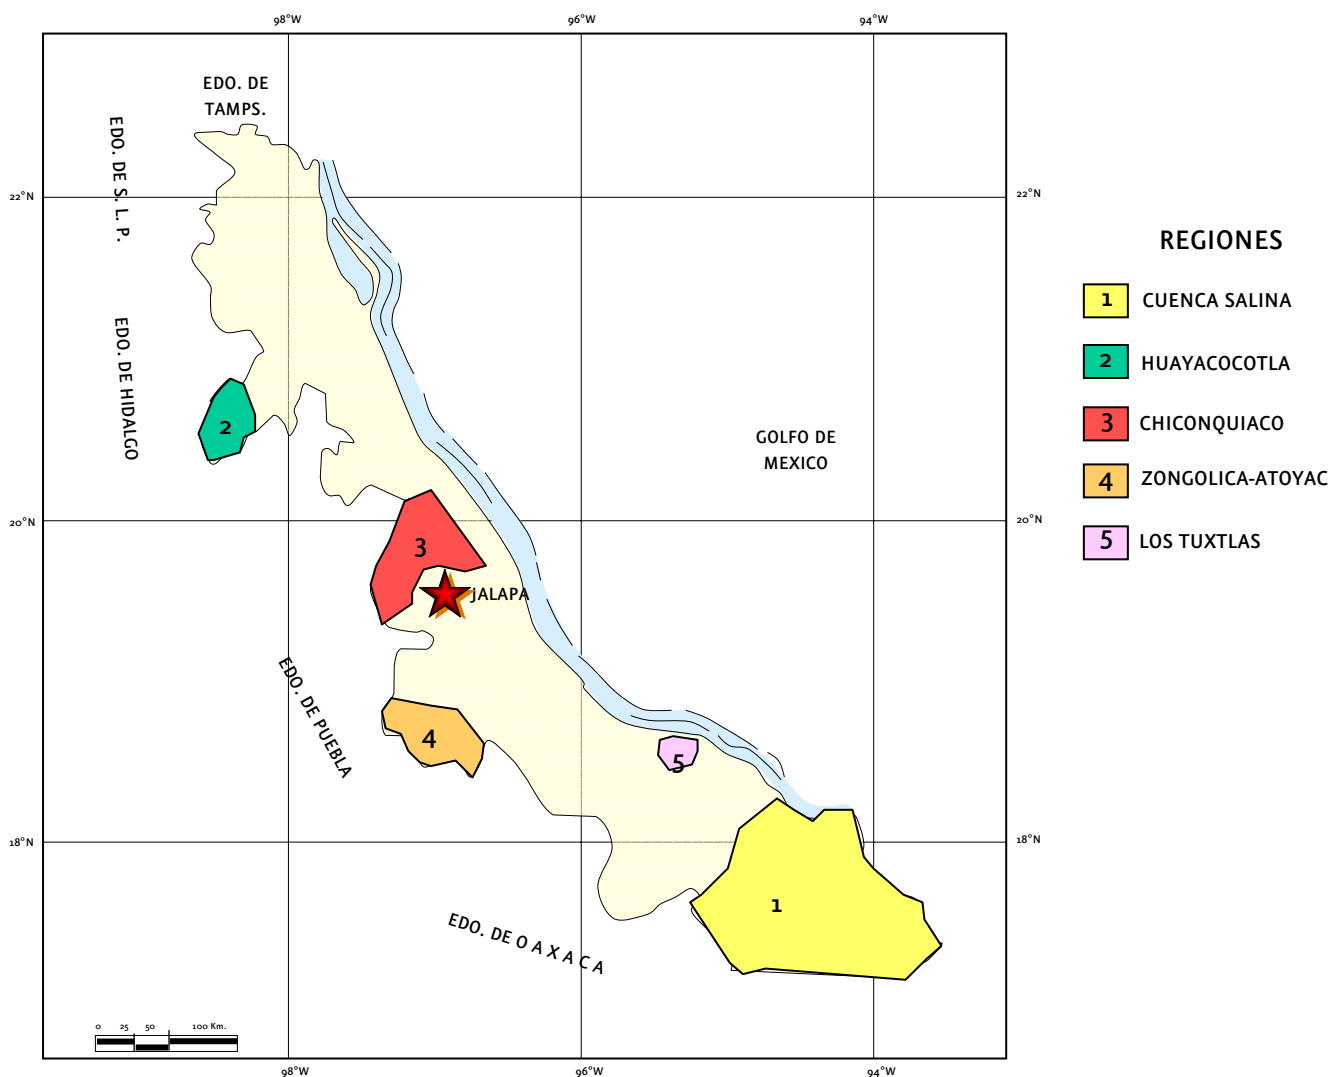 98°W
96°W
94°W
EDO. DE
TAMPS.
EDO. DE S. L. P.
22°N
22°N
REGIONES
1 CUENCA SALINA
2 HUAYACOCOTLA
3 CHICONQUIACO
4 ZONGOLICA-ATOYAC
5 LOS TUXTLAS
EDO. DE HIDALGO
2
GOLFO DE
MEXICO
20°N
20°N
3
JALAPA
EDO. DE PUEBLA
4
5
18°N
18°N
1
EDO. DE O A X A C A
0 25 50 100 Km.
98°W
96°W
94°W